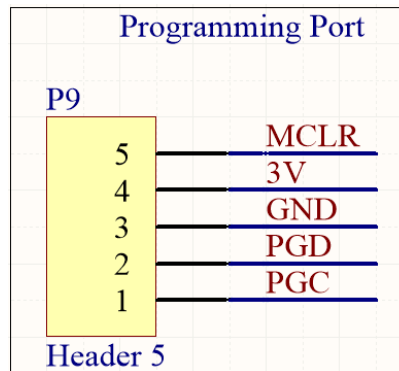 Programming Port
P9
5 MCLR
4 3V
3 GND
2 PGD
1 PGC
Header 5